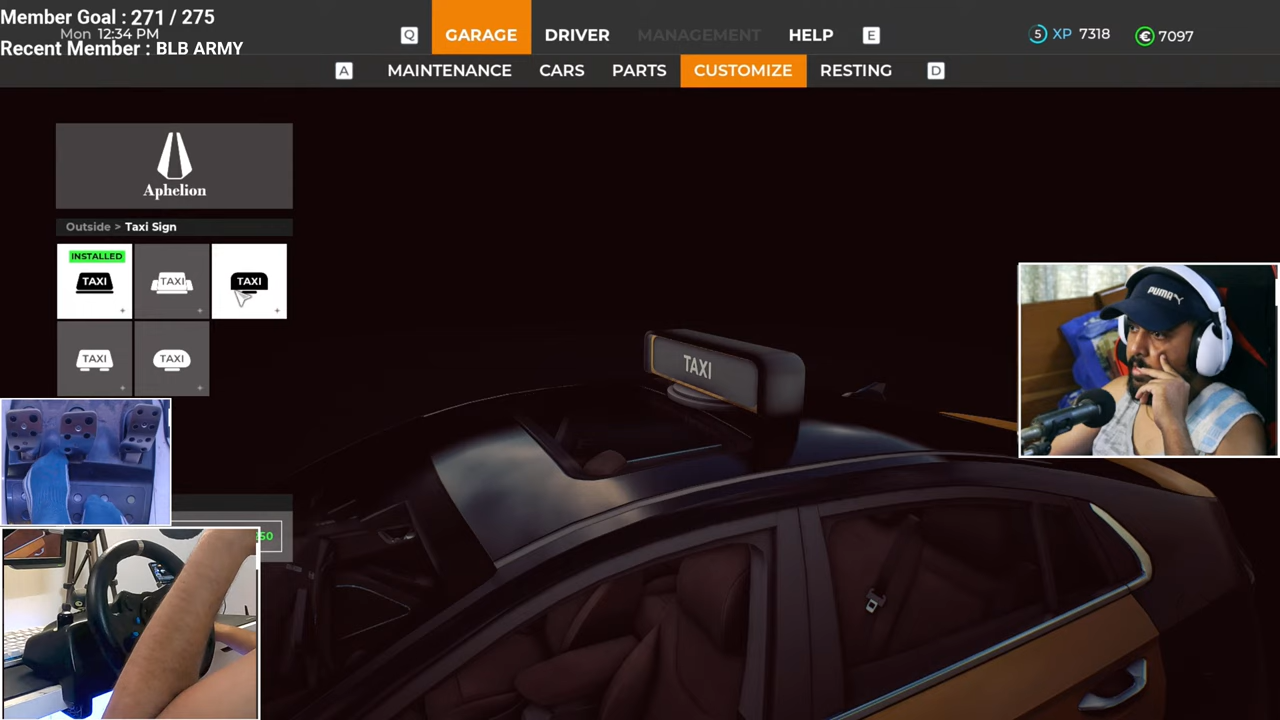 Member Goal : 271 / 275
Mon 12:34 PM
Recent Member : BLB ARMY
Q GARAGE DRIVER MANAGEMENT HELP E
5 XP 7318 € 7097
A MAINTENANCE CARS PARTS CUSTOMIZE RESTING D
Aphelion
Outside > Taxi Sign
INSTALLED
TAXI TAXI TAXI
TAXI TAXI
TAXI
PUMA